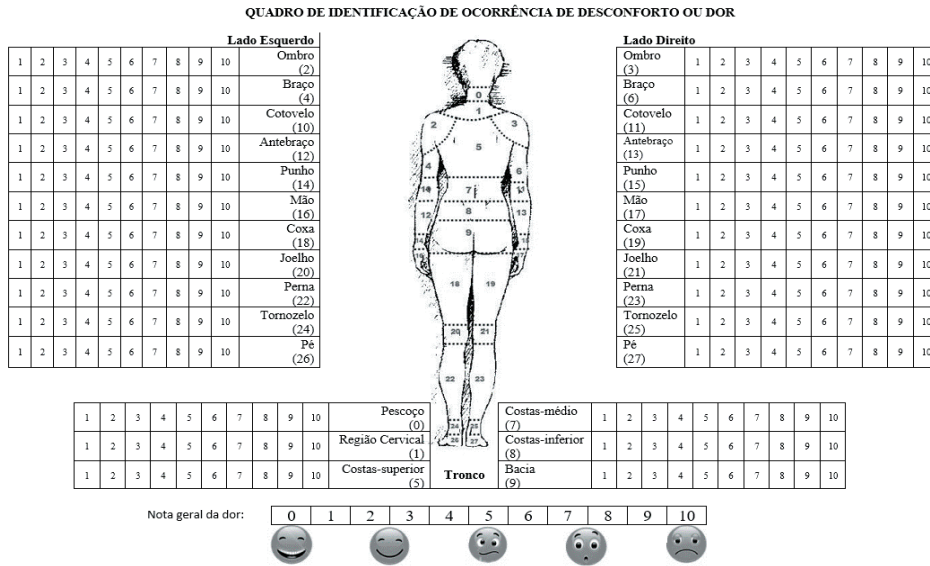 QUADRO DE IDENTIFICAÇÃO DE OCORRÊNCIA DE DESCONFORTO OU DOR
Lado Esquerdo
1 2 3 4 5 6 7 8 9 10 Ombro
(2)
1 2 3 4 5 6 7 8 9 10 Braço
(4)
1 2 3 4 5 6 7 8 9 10 Cotovelo
(10)
1 2 3 4 5 6 7 8 9 10 Antebraço
(12)
1 2 3 4 5 6 7 8 9 10 Punho
(14)
1 2 3 4 5 6 7 8 9 10 Mão
(16)
1 2 3 4 5 6 7 8 9 10 Coxa
(18)
1 2 3 4 5 6 7 8 9 10 Joelho
(20)
1 2 3 4 5 6 7 8 9 10 Perna
(22)
1 2 3 4 5 6 7 8 9 10 Tornozelo
(24)
1 2 3 4 5 6 7 8 9 10 Pé
(26)
0
1
2 3
5
4 6
7
10 11
8
12 13
9
18 19
20 21
22 23
24 25
26 27
Lado Direito
Ombro 1 2 3 4 5 6 7 8 9 10
(3)
Braço 1 2 3 4 5 6 7 8 9 10
(6)
Cotovelo 1 2 3 4 5 6 7 8 9 10
(11)
Antebraço 1 2 3 4 5 6 7 8 9 10
(13)
Punho 1 2 3 4 5 6 7 8 9 10
(15)
Mão 1 2 3 4 5 6 7 8 9 10
(17)
Coxa 1 2 3 4 5 6 7 8 9 10
(19)
Joelho 1 2 3 4 5 6 7 8 9 10
(21)
Perna 1 2 3 4 5 6 7 8 9 10
(23)
Tornozelo 1 2 3 4 5 6 7 8 9 10
(25)
Pé 1 2 3 4 5 6 7 8 9 10
(27)
1 2 3 4 5 6 7 8 9 10 Pescoço
(0)
1 2 3 4 5 6 7 8 9 10 Região Cervical
(1)
1 2 3 4 5 6 7 8 9 10 Costas-superior
(5)
Tronco
Costas-médio 1 2 3 4 5 6 7 8 9 10
(7)
Costas-inferior 1 2 3 4 5 6 7 8 9 10
(8)
Bacia 1 2 3 4 5 6 7 8 9 10
(9)
Nota geral da dor: 0 1 2 3 4 5 6 7 8 9 10